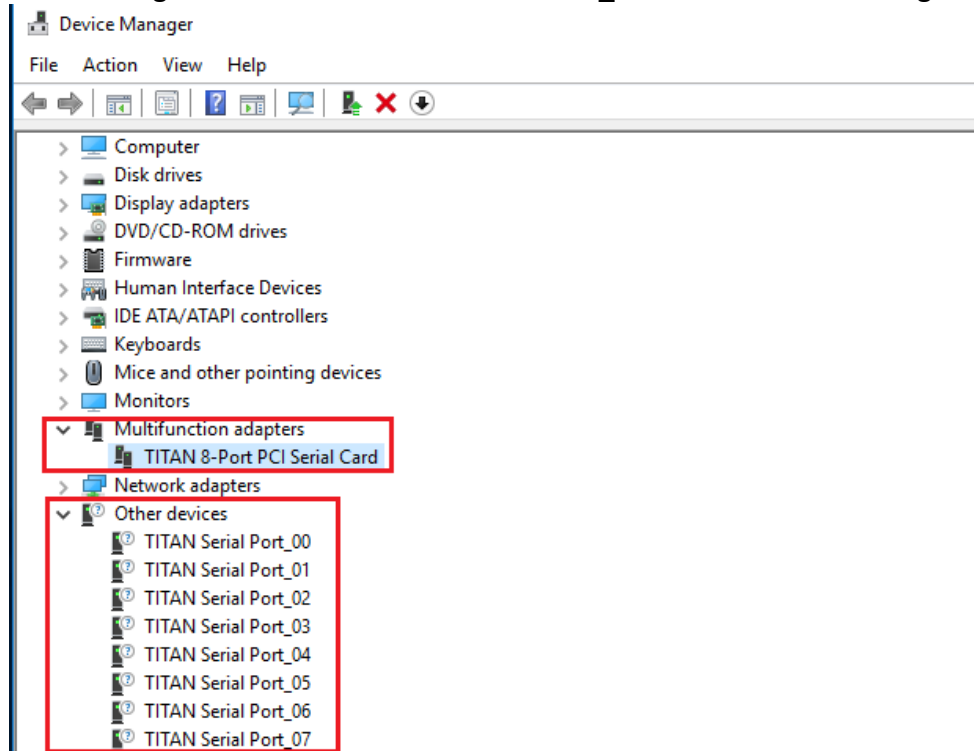 Device Manager
File Action View Help
Computer
Disk drives
Display adapters
DVD/CD-ROM drives
Firmware
Human Interface Devices
IDE ATA/ATAPI controllers
Keyboards
Mice and other pointing devices
Monitors
Multifunction adapters
TITAN 8-Port PCI Serial Card
Network adapters
Other devices
TITAN Serial Port_00
TITAN Serial Port_01
TITAN Serial Port_02
TITAN Serial Port_03
TITAN Serial Port_04
TITAN Serial Port_05
TITAN Serial Port_06
TITAN Serial Port_07